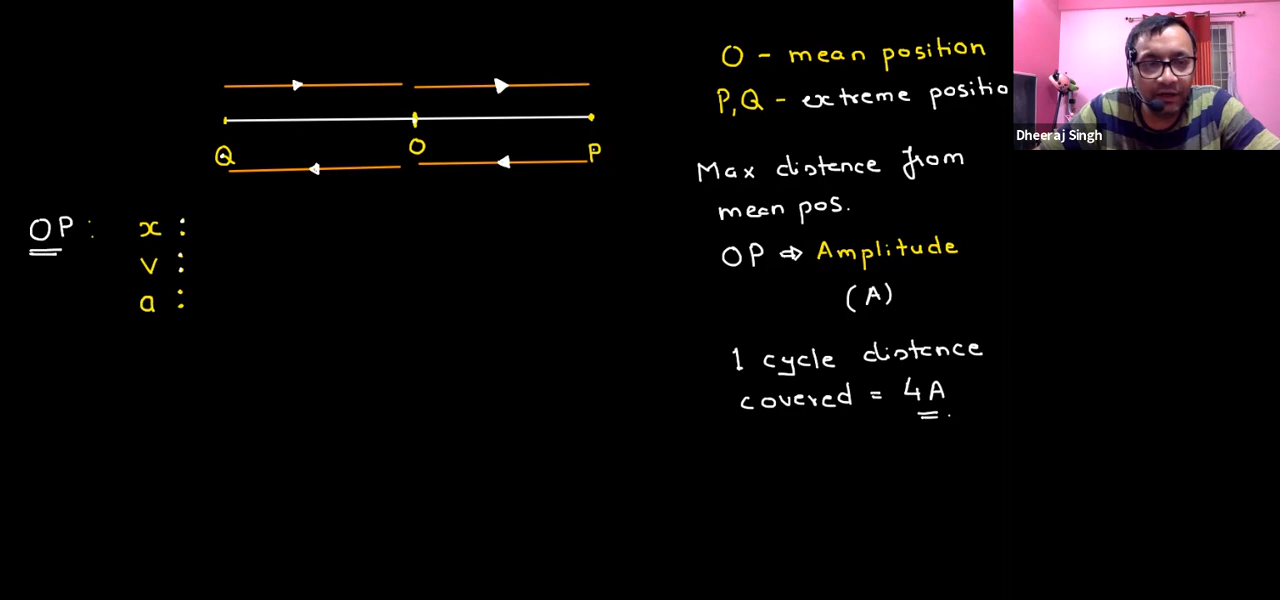 Q
O
P
OP : x :
v :
a :
O - mean position
P,Q - extreme positio
Max distance from
mean pos.
OP ⇒ Amplitude
(A)
1 cycle distance
covered = 4A
Dheeraj Singh